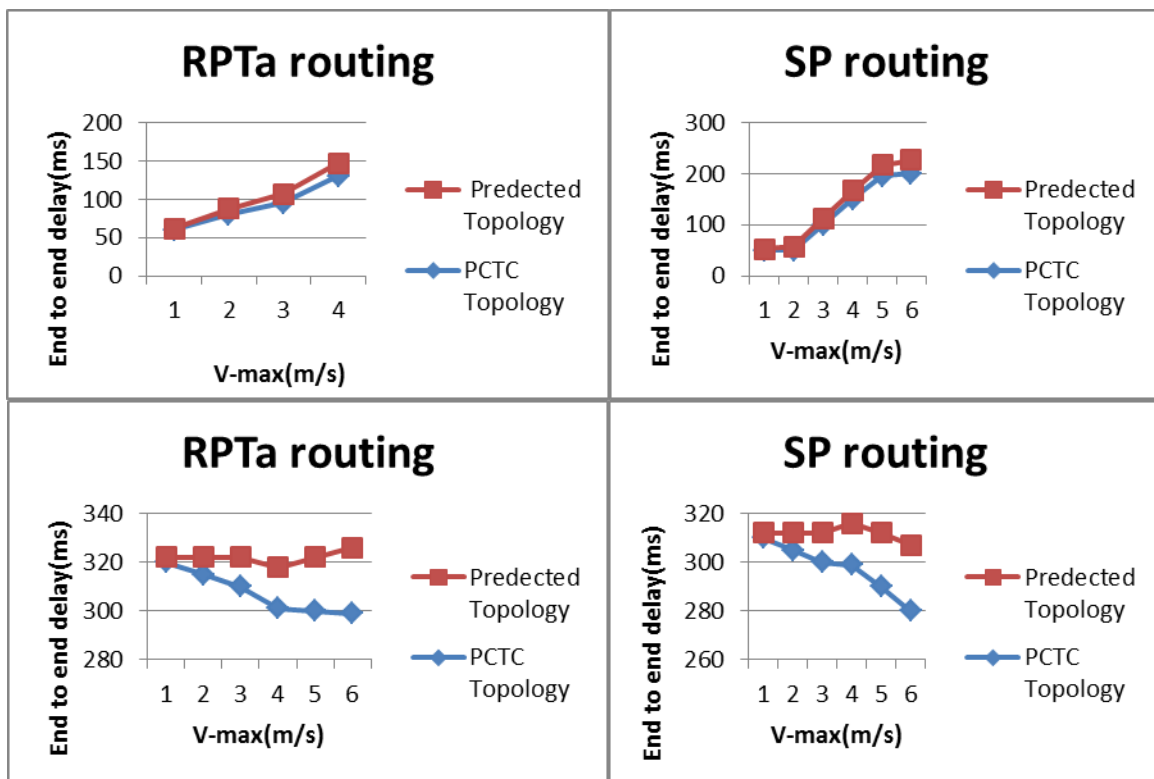 RPTa routing
End to end delay(ms)
200
150
100
50
0
1 2 3 4
V-max(m/s)
Predected
Topology
PCTC
Topology
SP routing
End to end delay(ms)
300
200
100
0
1 2 3 4 5 6
V-max(m/s)
Predected
Topology
PCTC
Topology
RPTa routing
End to end delay(ms)
340
320
300
280
1 2 3 4 5 6
V-max(m/s)
Predected
Topology
PCTC
Topology
SP routing
End to end delay(ms)
320
300
280
260
1 2 3 4 5 6
V-max(m/s)
Predected
Topology
PCTC
Topology